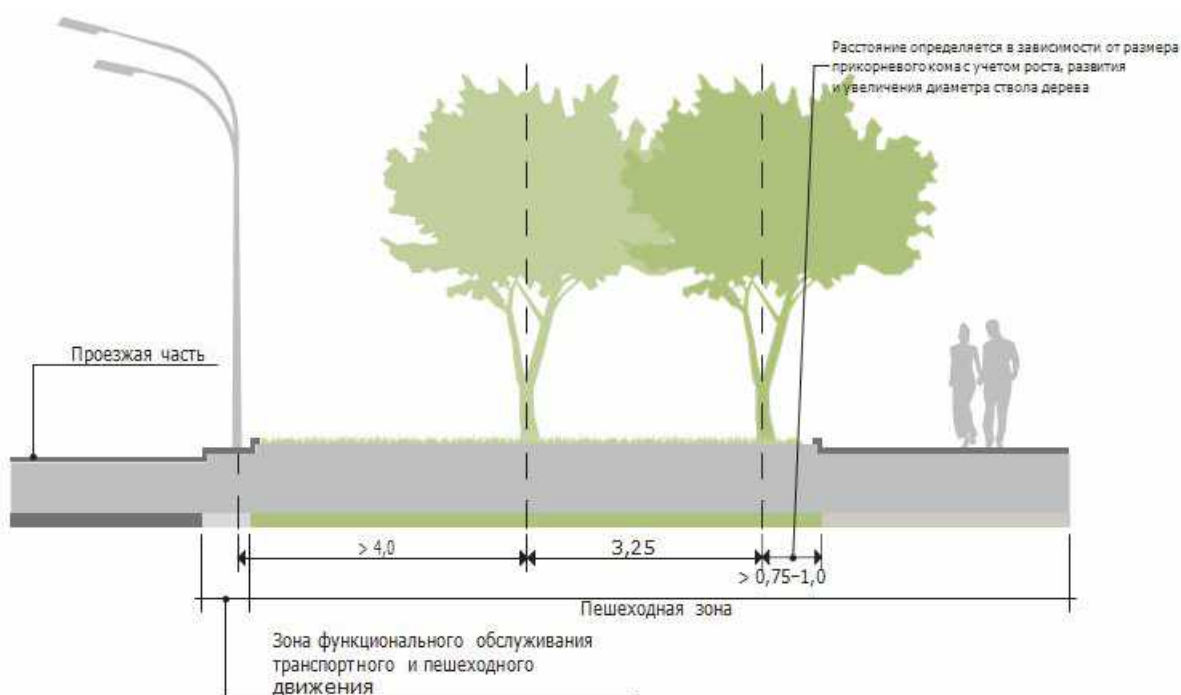 Расстояние определяется в зависимости от размера
прикорневого кома с учетом роста, развития
и увеличения диаметра ствола дерева
Проезжая часть
> 4,0
3,25
> 0,75–1,0
Пешеходная зона
Зона функционального обслуживания
транспортного и пешеходного
движения